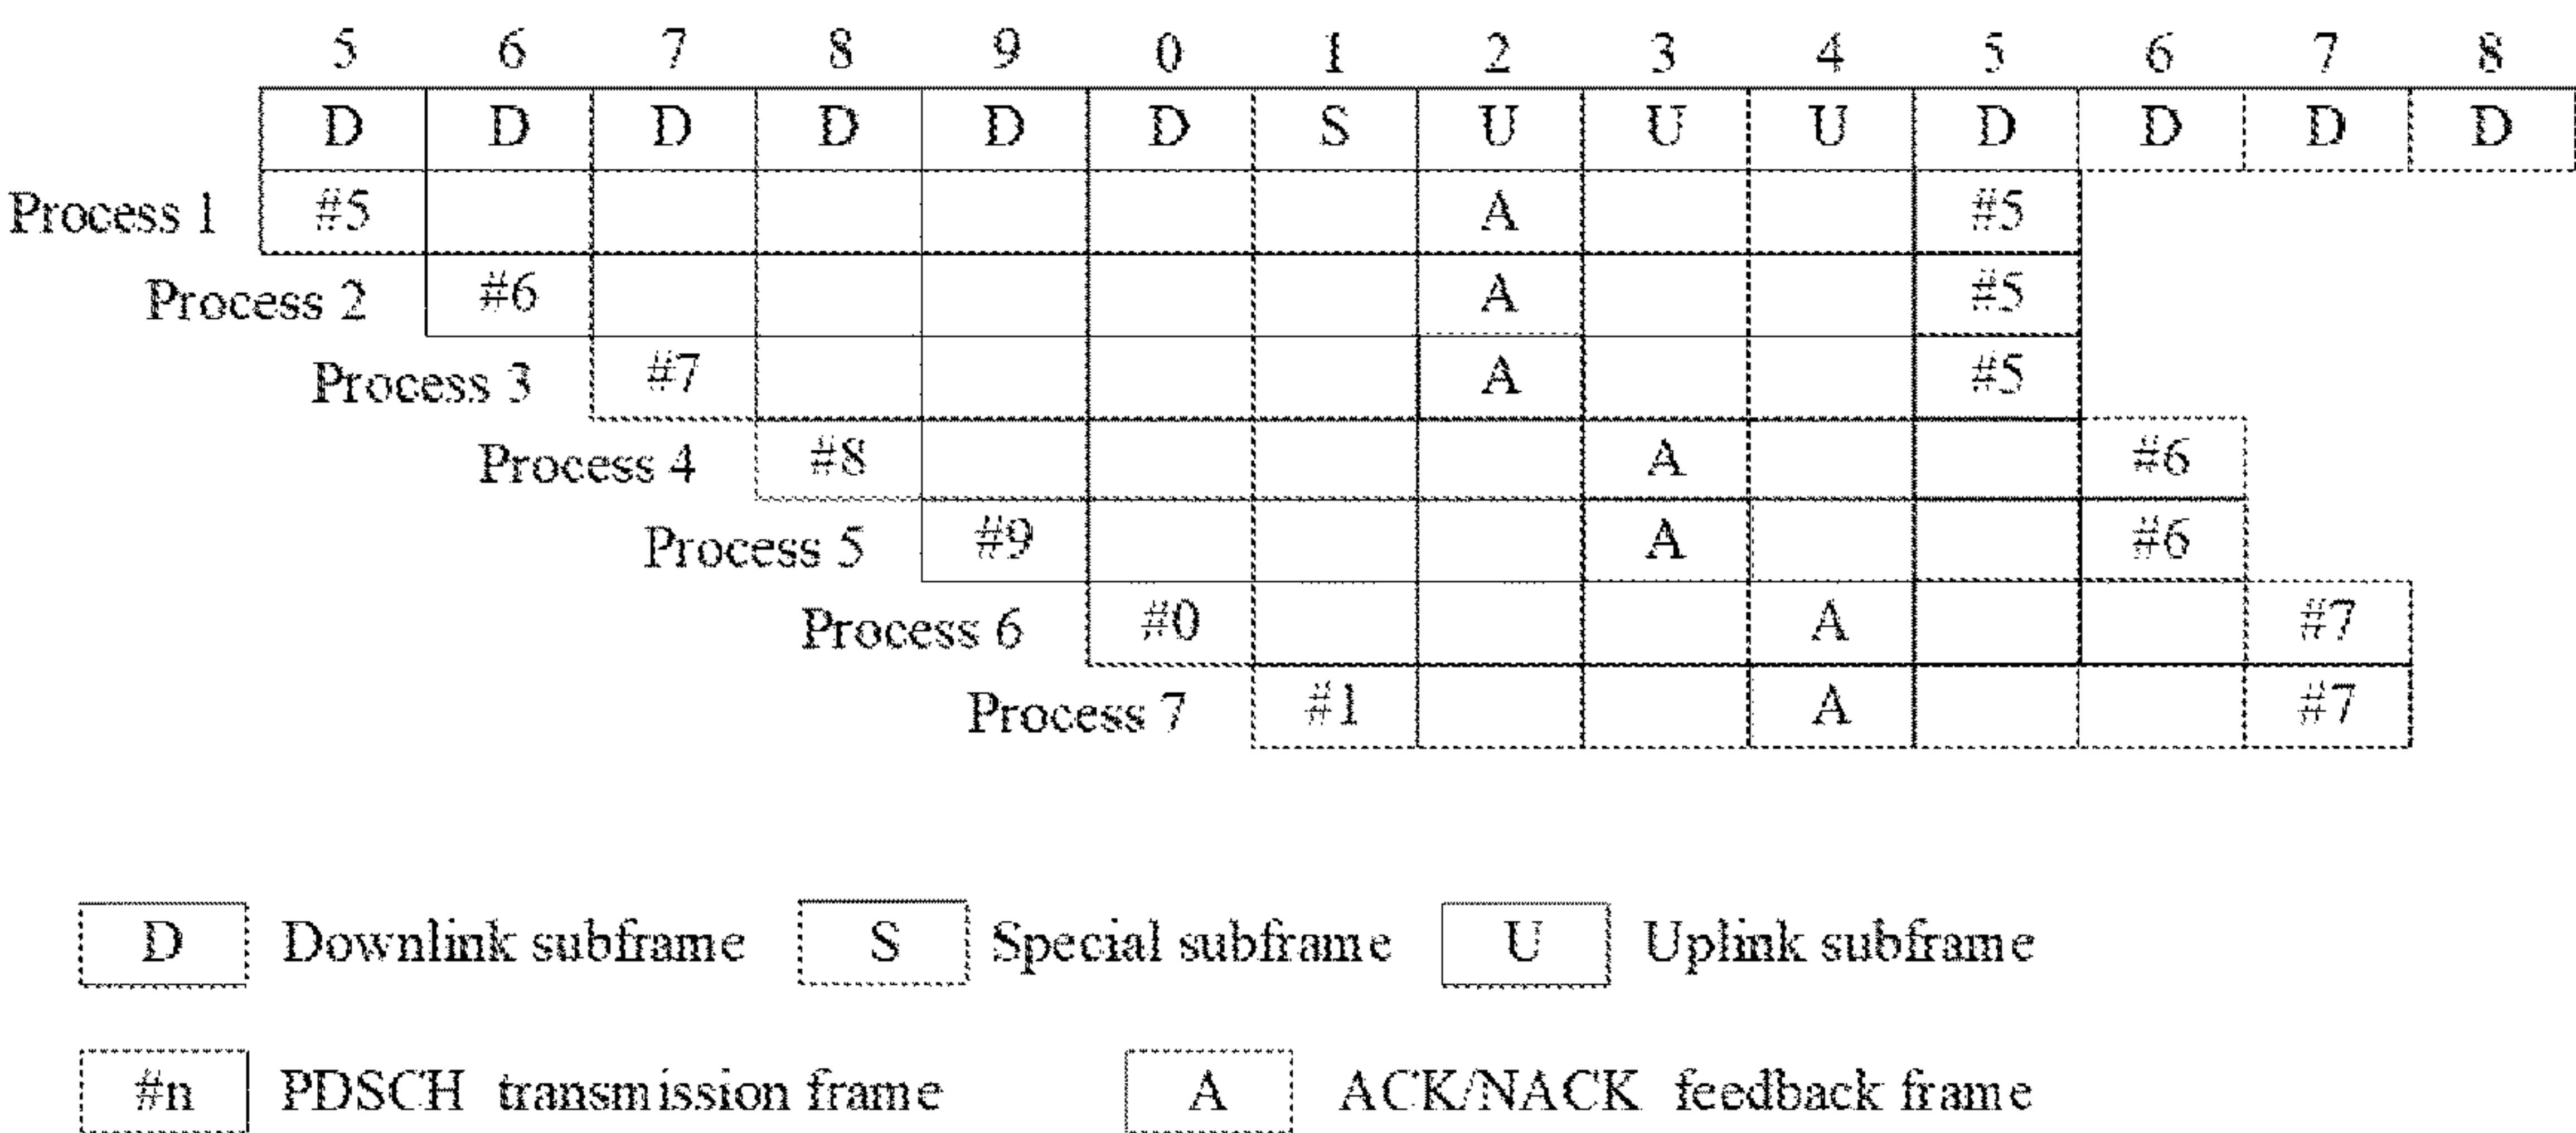 5 6 7 8 9 0 1 2 3 4 5 6 7 8
D D D D D D S U U U D D D D
Process 1 #5 A #5
Process 2 #6 A #5
Process 3 #7 A #5
Process 4 #8 A #6
Process 5 #9 A #6
Process 6 #0 A #7
Process 7 #1 A #7
D Downlink subframe S Special subframe U Uplink subframe
#n PDSCH transmission frame A ACK/NACK feedback frame